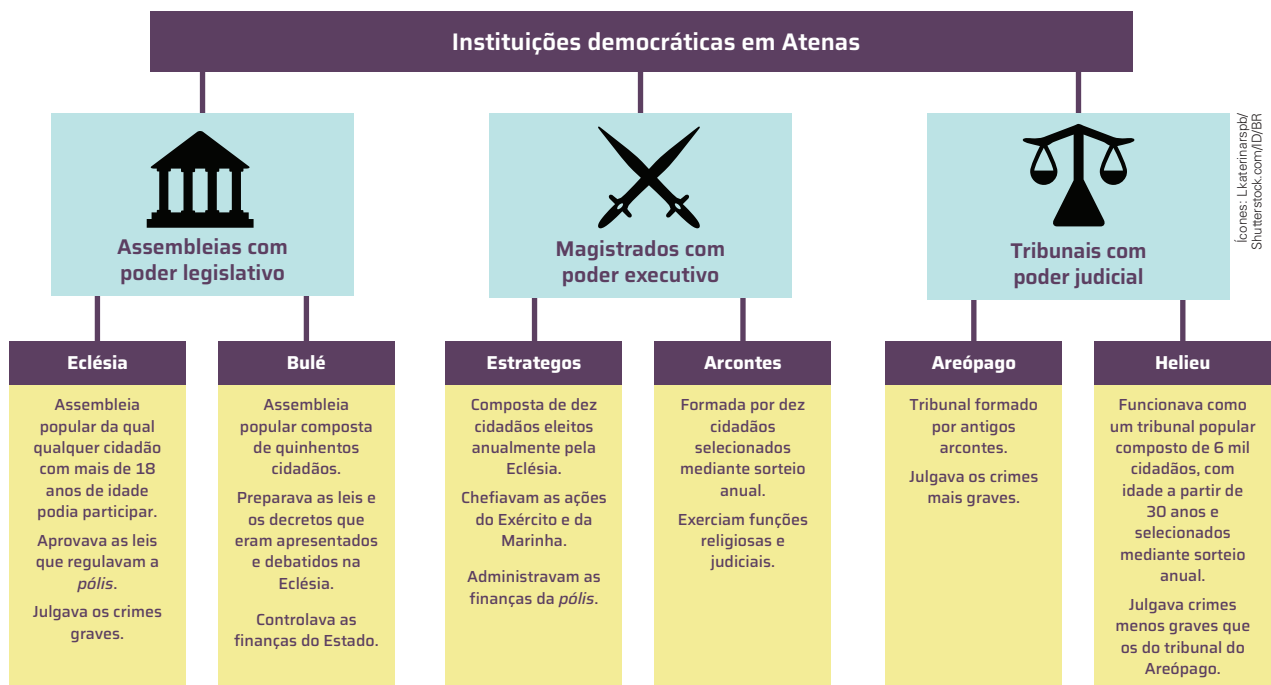 Instituições democráticas em Atenas
Assembleias com
poder legislativo
Magistrados com
poder executivo
Tribunais com
poder judicial
Ícones: Lkaterinarspb/
Shutterstock.com/ID/BR
Eclésia
Assembleia
popular da qual
qualquer cidadão
com mais de 18
anos de idade
podia participar.
Aprovava as leis
que regulavam a
pólis.
Julgava os crimes
graves.
Bulé
Assembleia
popular composta
de quinhentos
cidadãos.
Preparava as leis e
os decretos que
eram apresentados
e debatidos na
Eclésia.
Controlava as
finanças do Estado.
Estrategos
Composta de dez
cidadãos eleitos
anualmente pela
Eclésia.
Chefiavam as ações
do Exército e da
Marinha.
Administravam as
finanças da pólis.
Arcontes
Formada por dez
cidadãos
selecionados
mediante sorteio
anual.
Exerciam funções
religiosas e
judiciais.
Areópago
Tribunal formado
por antigos
arcontes.
Julgava os crimes
mais graves.
Helieu
Funcionava como
um tribunal popular
composto de 6 mil
cidadãos, com
idade a partir de
30 anos e
selecionados
mediante sorteio
anual.
Julgava crimes
menos graves que
os do tribunal do
Areópago.